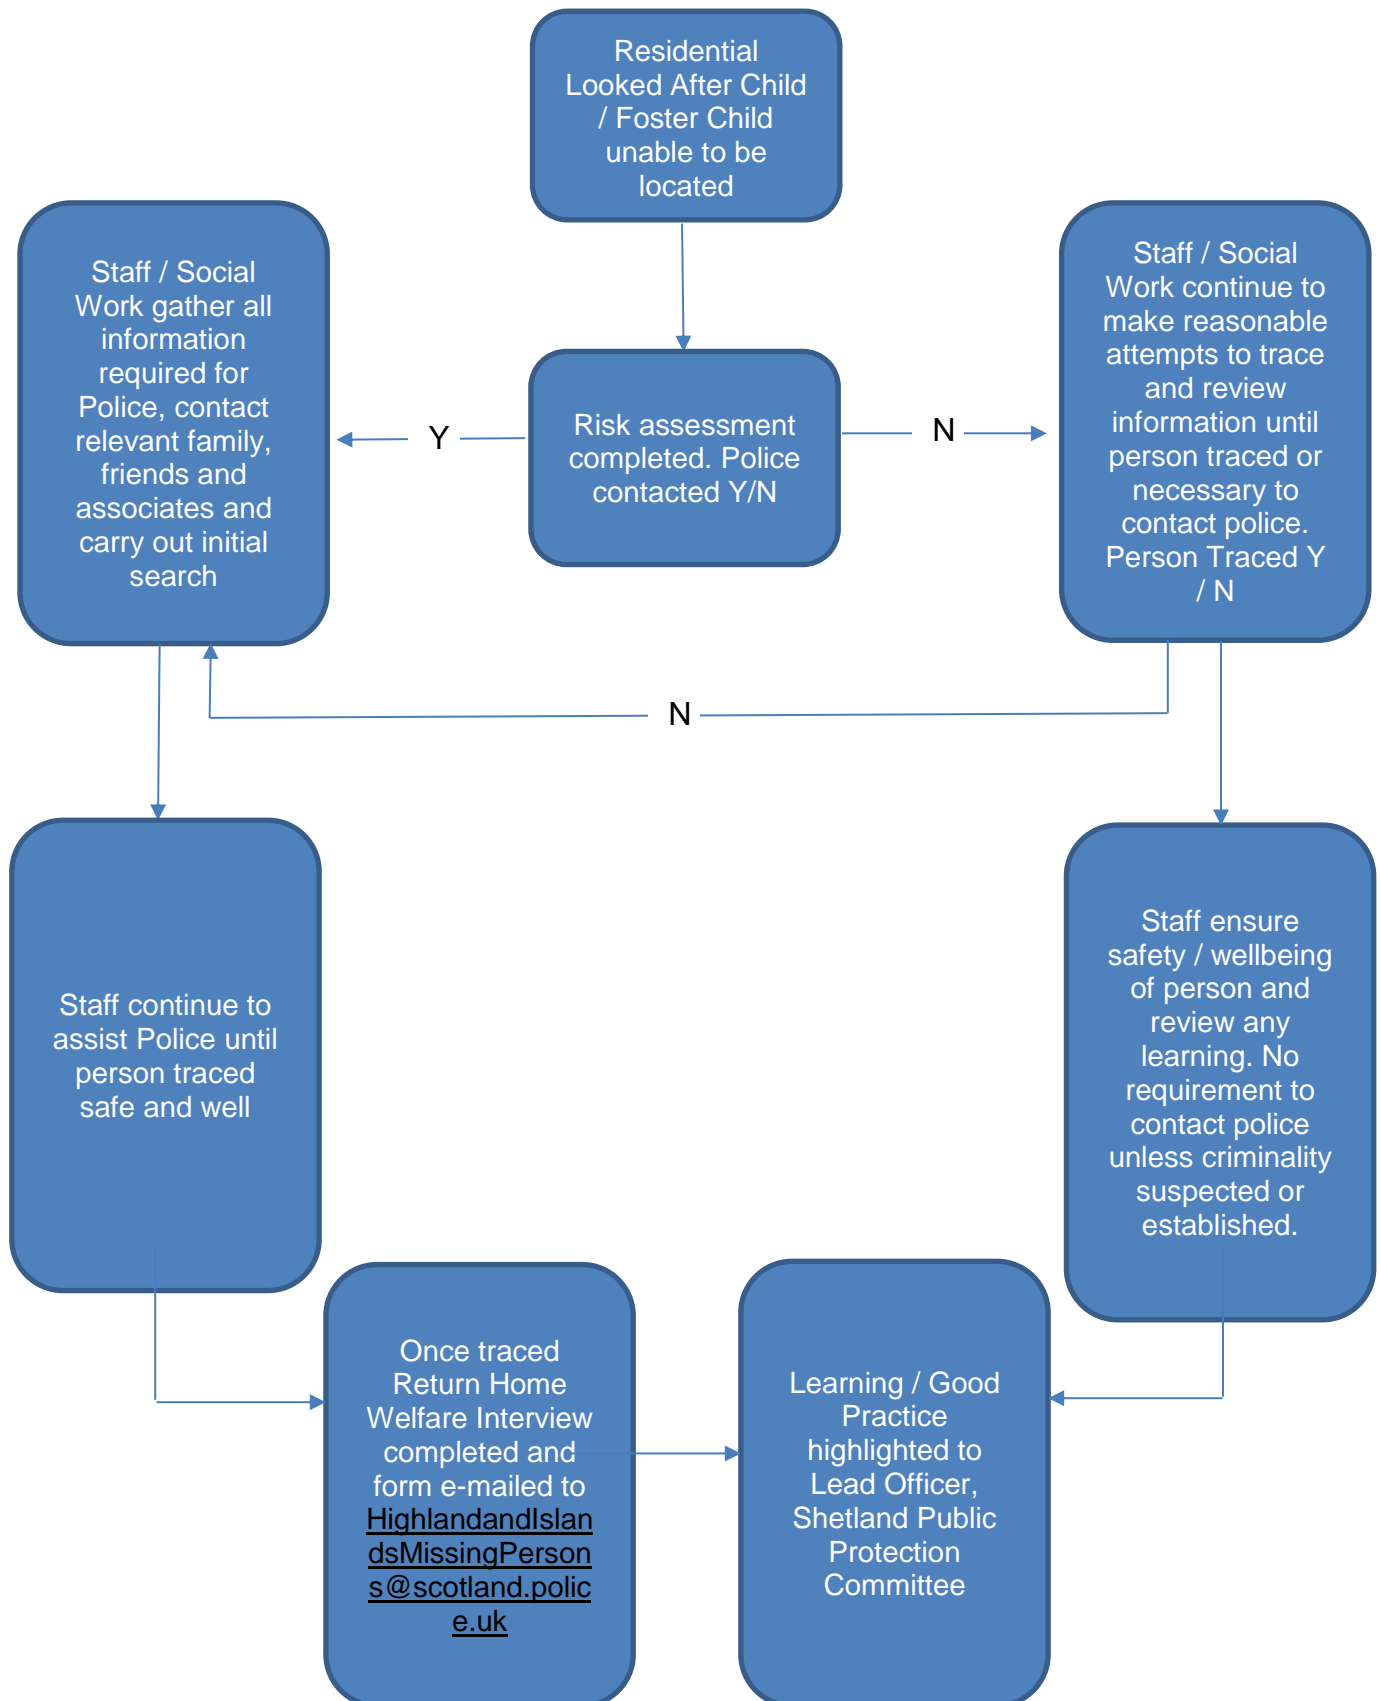 Residential
Looked After Child
/ Foster Child
unable to be
located
Staff / Social
Work gather all
information
required for
Police, contact
relevant family,
friends and
associates and
carry out initial
search
Y
Risk assessment
completed. Police
contacted Y/N
N
Staff / Social
Work continue to
make reasonable
attempts to trace
and review
information until
person traced or
necessary to
contact police.
Person Traced Y
/ N
N
Staff continue to
assist Police until
person traced
safe and well
Staff ensure
safety / wellbeing
of person and
review any
learning. No
requirement to
contact police
unless criminality
suspected or
established.
Once traced
Return Home
Welfare Interview
completed and
form e-mailed to
HighlandandIslan
dsMissingPerson
s@scotland.polic
e.uk
Learning / Good
Practice
highlighted to
Lead Officer,
Shetland Public
Protection
Committee